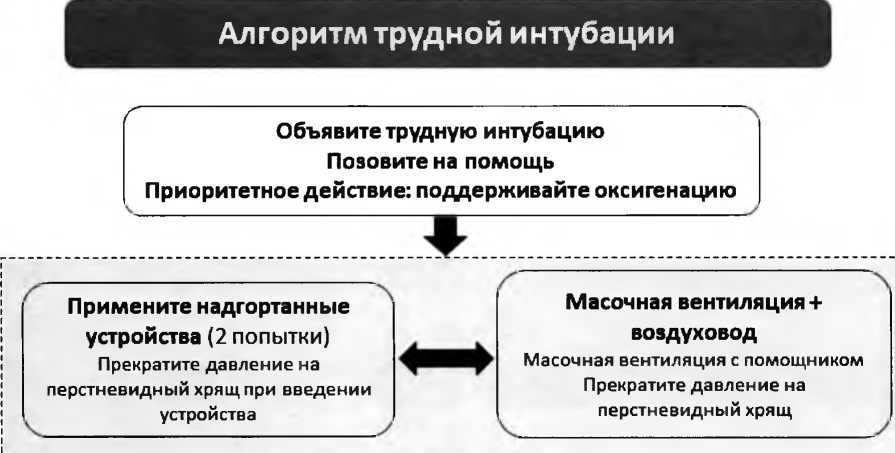 Алгоритм трудной интубации
Объявите трудную интубацию
Позовите на помощь
Приоритетное действие: поддерживайте оксигенацию
Примените надгортанные
устройства (2 попытки)
Прекратите давление на
перстневидный хрящ при введении
устройства
Масочная вентиляция +
воздуховод
Масочная вентиляция с помощником
Прекратите давление на
перстневидный хрящ